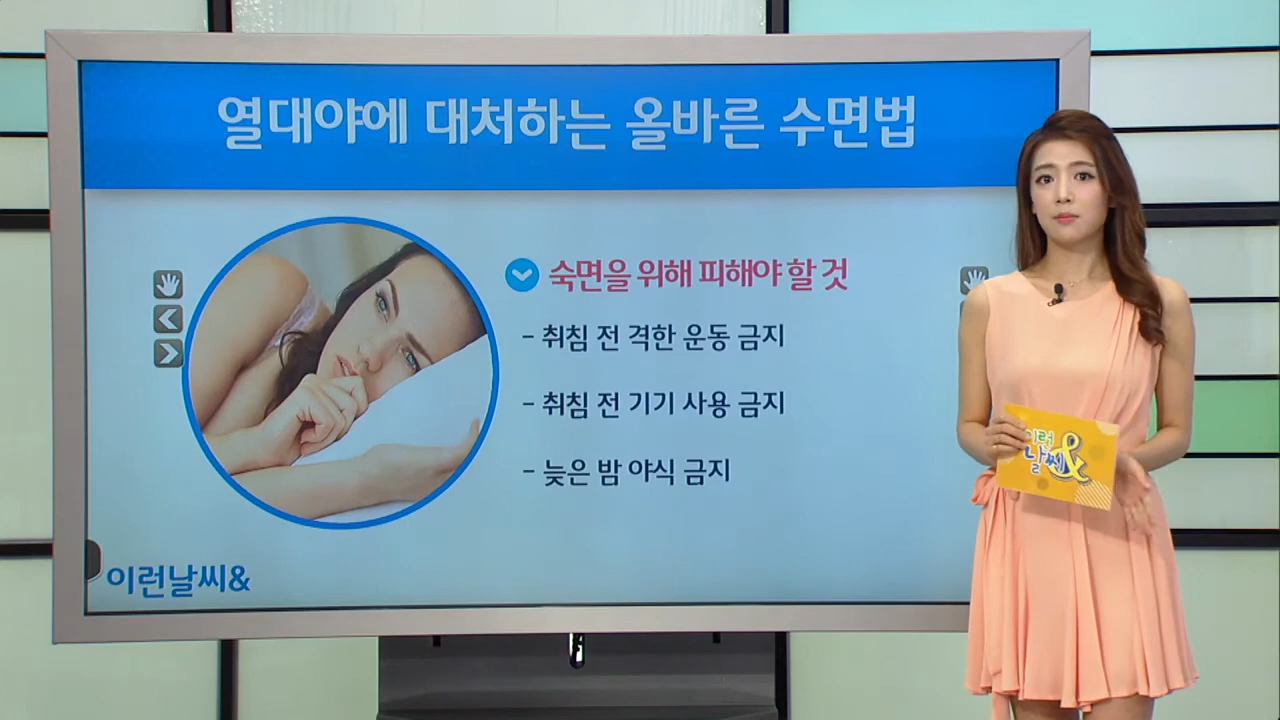 열대야에 대처하는 올바른 수면법
숙면을 위해 피해야 할 것
- 취침 전 격한 운동 금지
- 취침 전 기기 사용 금지
- 늦은 밤 야식 금지
이런날씨&
이런
날씨&